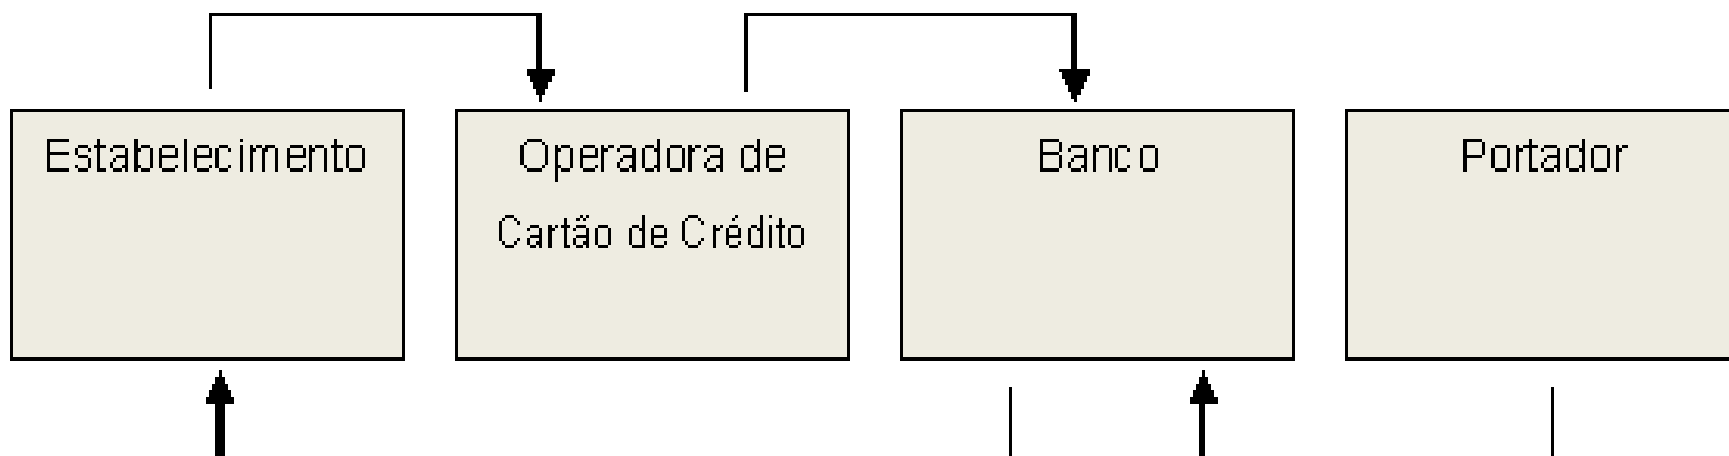 Estabelecimento
Operadora de
Cartão de Crédito
Banco
Portador